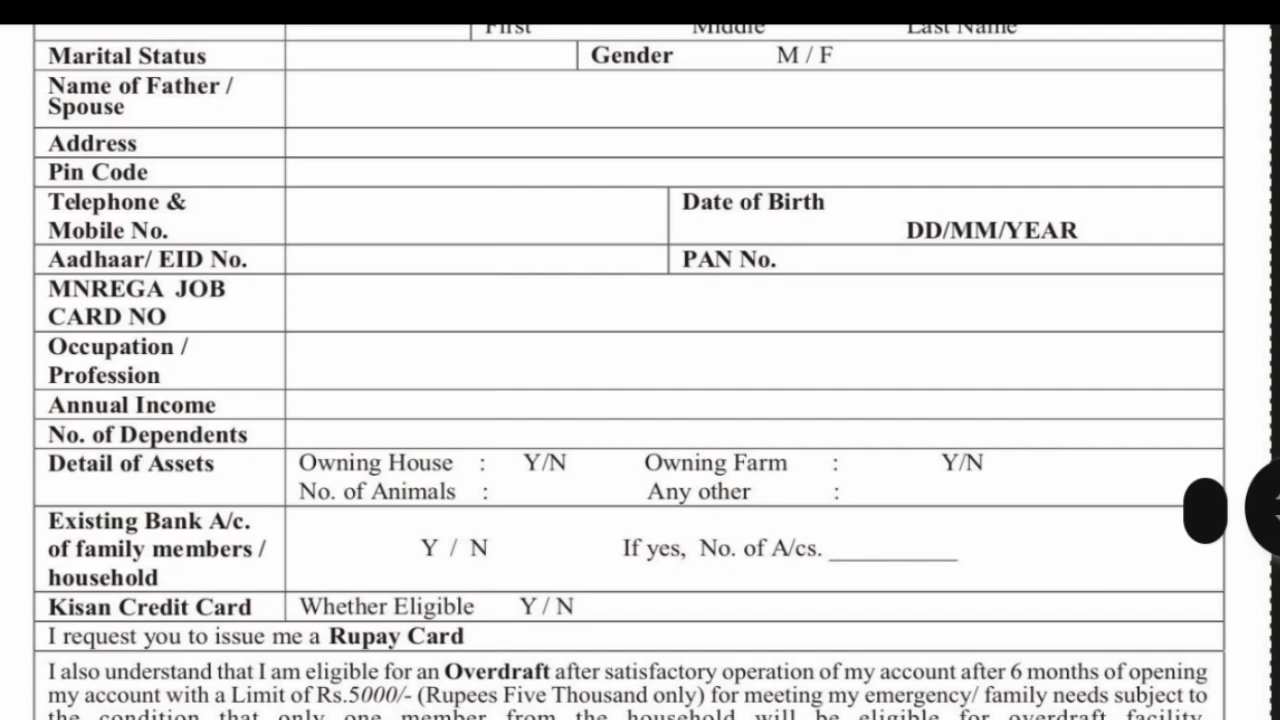 First Middle Last Name
Marital Status Gender M / F
Name of Father /
Spouse
Address
Pin Code
Telephone & Date of Birth
Mobile No. DD/MM/YEAR
Aadhaar/ EID No. PAN No.
MNREGA JOB
CARD NO
Occupation /
Profession
Annual Income
No. of Dependents
Detail of Assets Owning House : Y/N Owning Farm : Y/N
No. of Animals : Any other :
Existing Bank A/c.
of family members / Y / N If yes, No. of A/cs. __________
household
Kisan Credit Card Whether Eligible Y / N
I request you to issue me a Rupay Card
I also understand that I am eligible for an Overdraft after satisfactory operation of my account after 6 months of opening
my account with a Limit of Rs.5000/- (Rupees Five Thousand only) for meeting my emergency/ family needs subject to
the condition that only one member from the household will be eligible for overdraft facility.